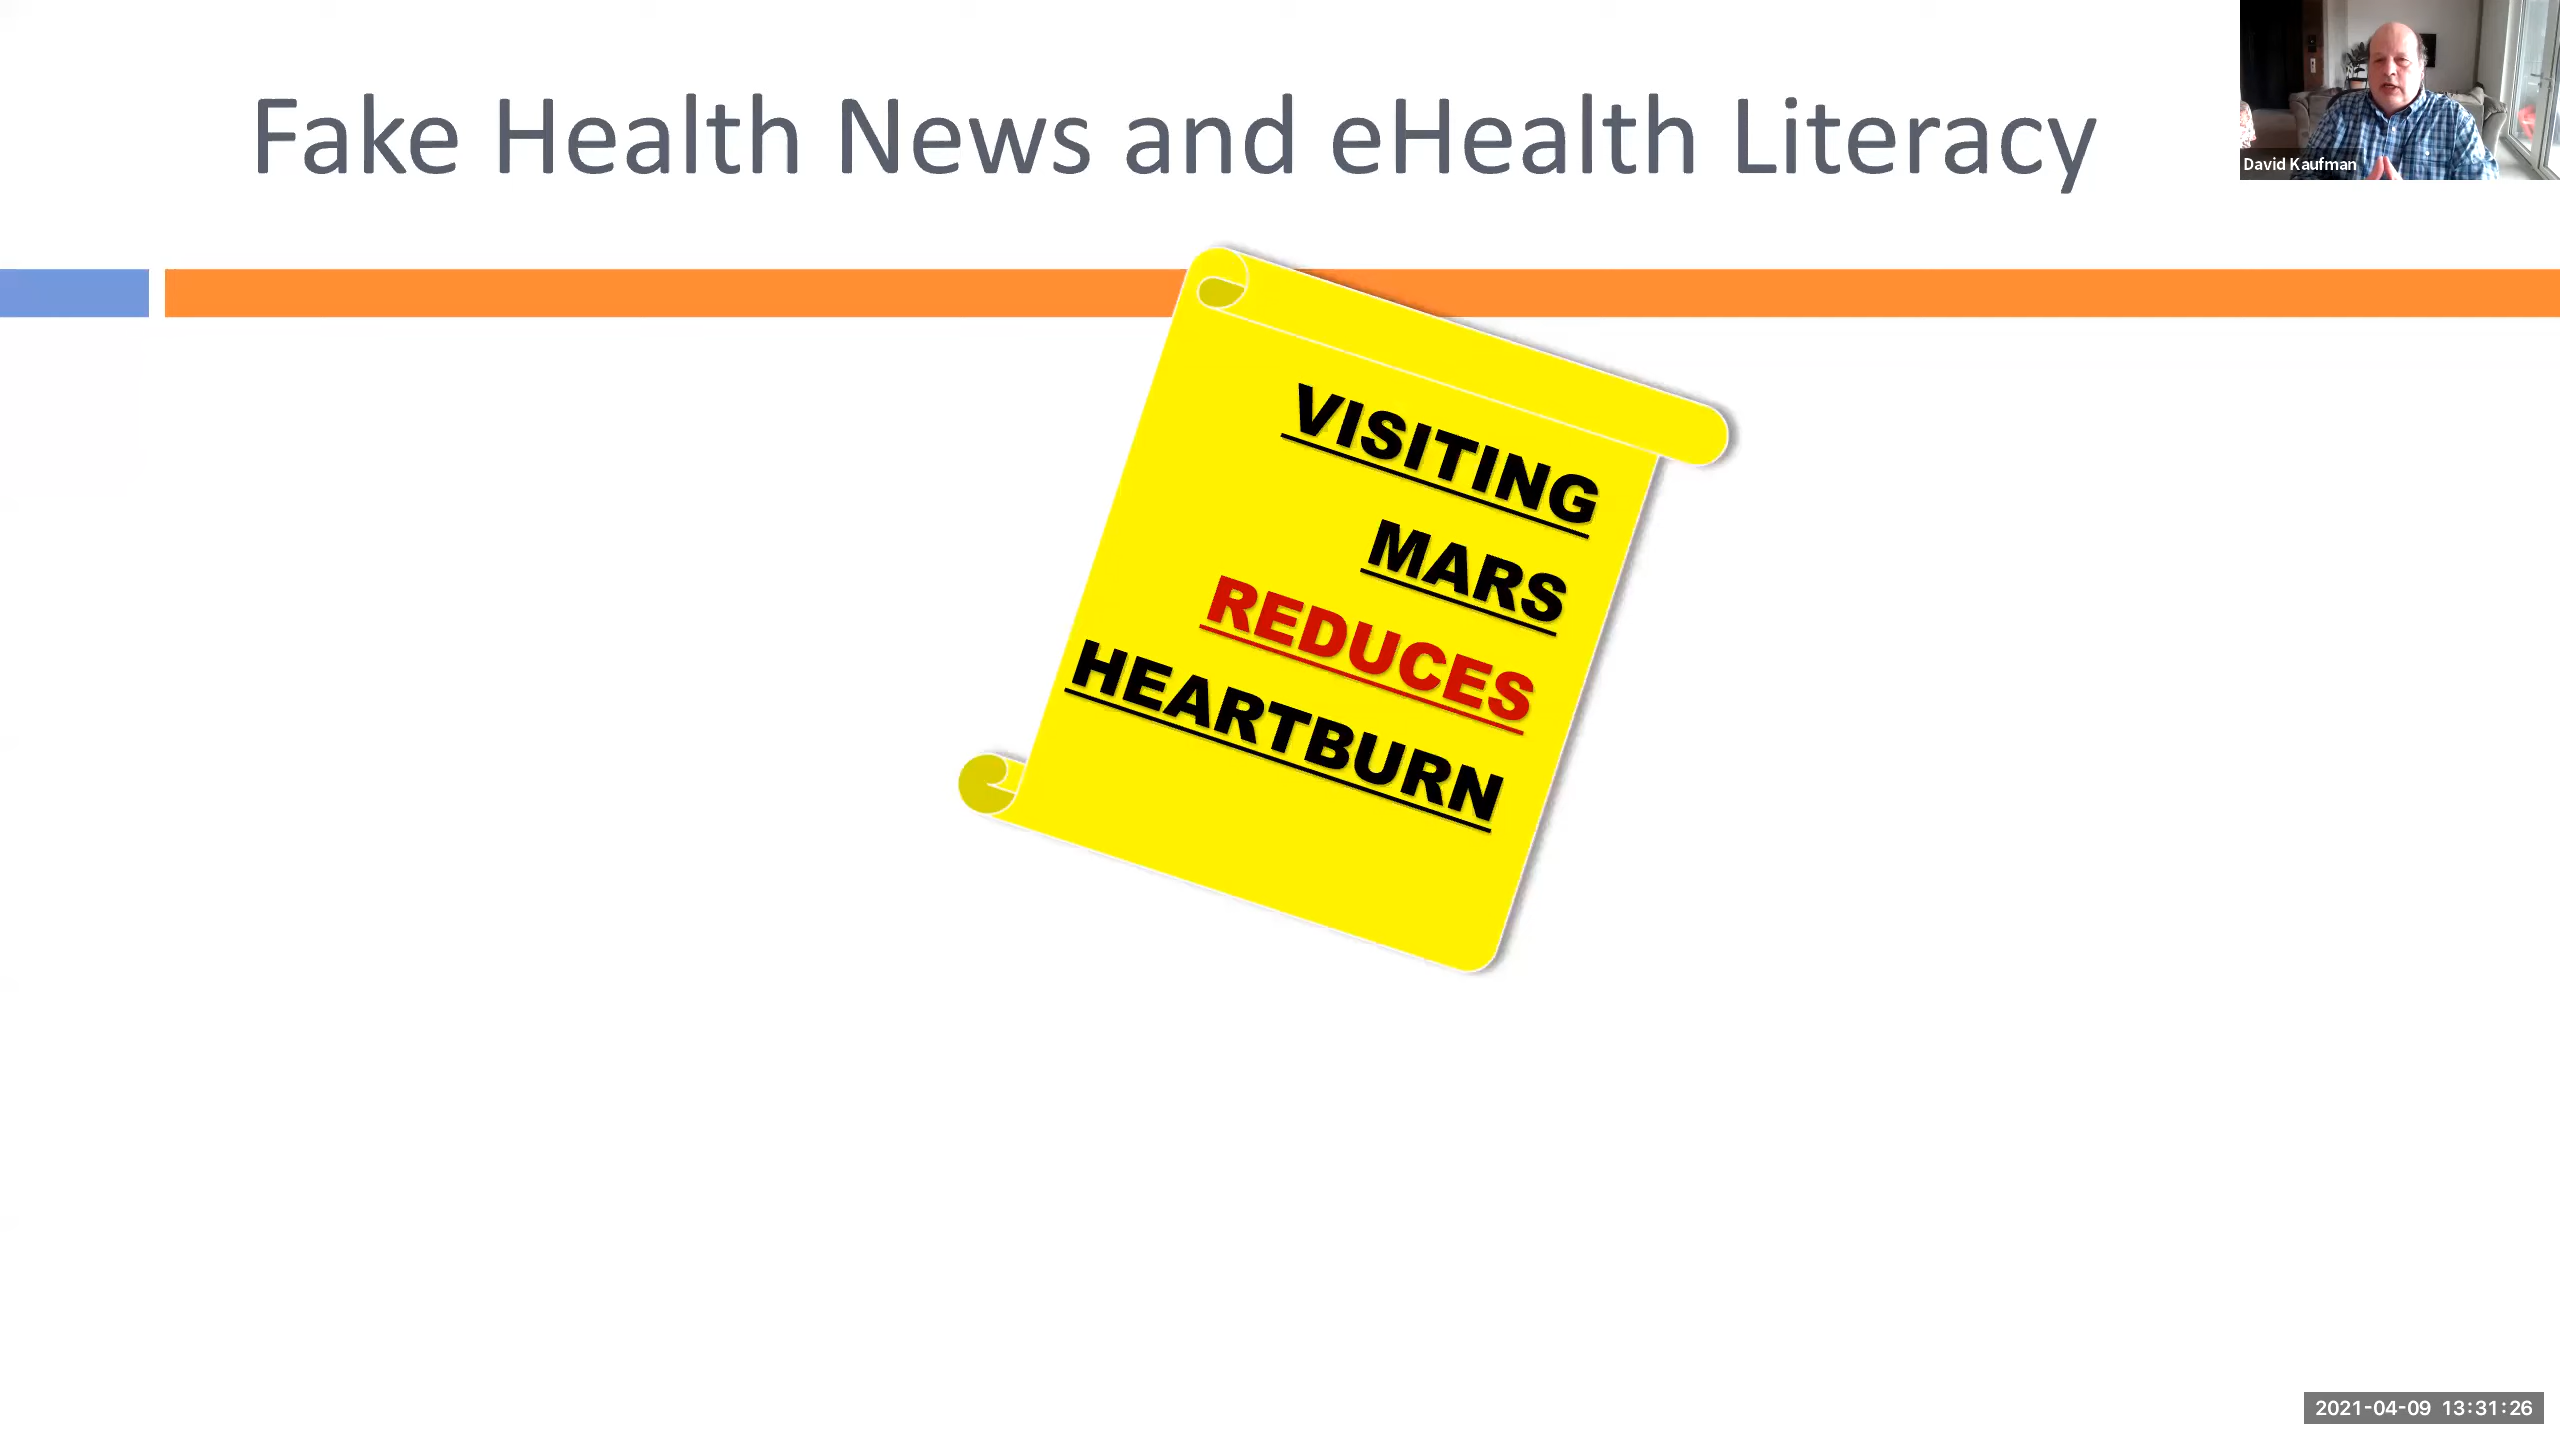 Fake Health News and eHealth Literacy
David Kaufman
VISITING
MARS
REDUCES
HEARTBURN
2021-04-09 13:31:26